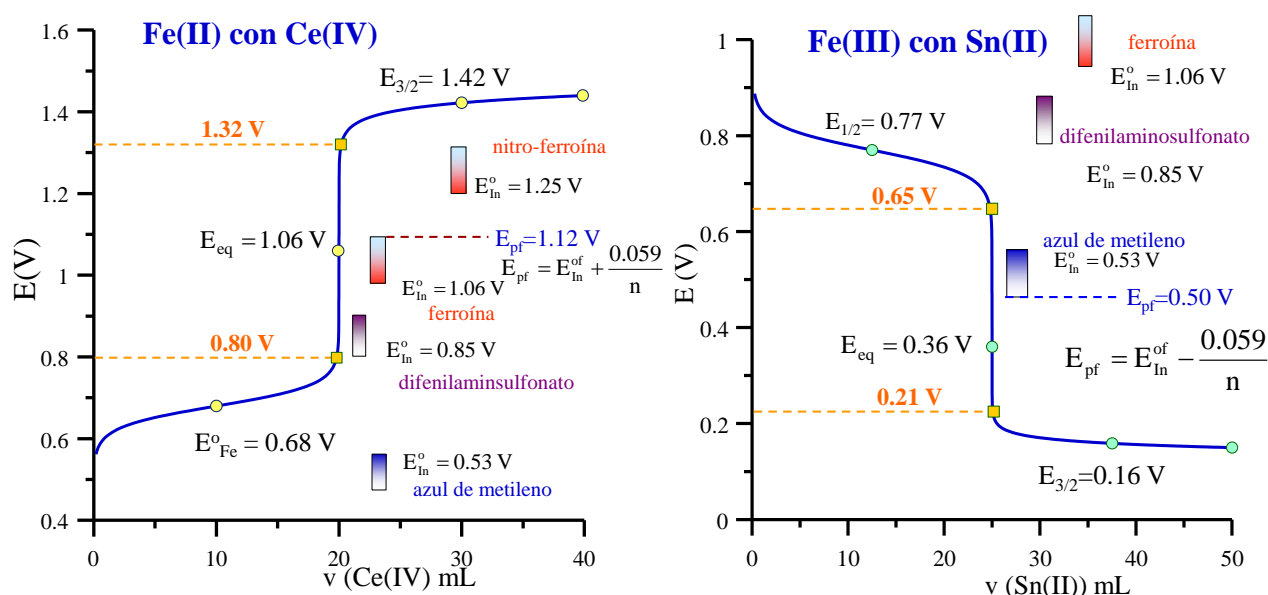 Fe(II) con Ce(IV)
1.6
1.4
1.2
1
0.8
0.6
0.4
E(V)
0
10
20
30
40
v (Ce(IV) mL
E3/2= 1.42 V
1.32 V
nitro-ferroína
E°In = 1.25 V
Eeq =1.06 V
Epf=1.12 V
Epf = E°fIn + 0.059/n
E°In = 1.06 V
ferroína
0.80 V
E°In = 0.85 V
difenilaminsulfonato
E°Fe = 0.68 V
E°In = 0.53 V
azul de metileno
Fe(III) con Sn(II)
1
0.8
0.6
0.4
0.2
0
E (V)
0
10
20
30
40
50
v (Sn(II)) mL
ferroína
E°In = 1.06 V
E1/2= 0.77 V
difenilaminosulfonato
E°In = 0.85 V
0.65 V
azul de metileno
E°In = 0.53 V
Epf=0.50 V
Eeq = 0.36 V
Epf = E°fIn − 0.059/n
0.21 V
E3/2=0.16 V